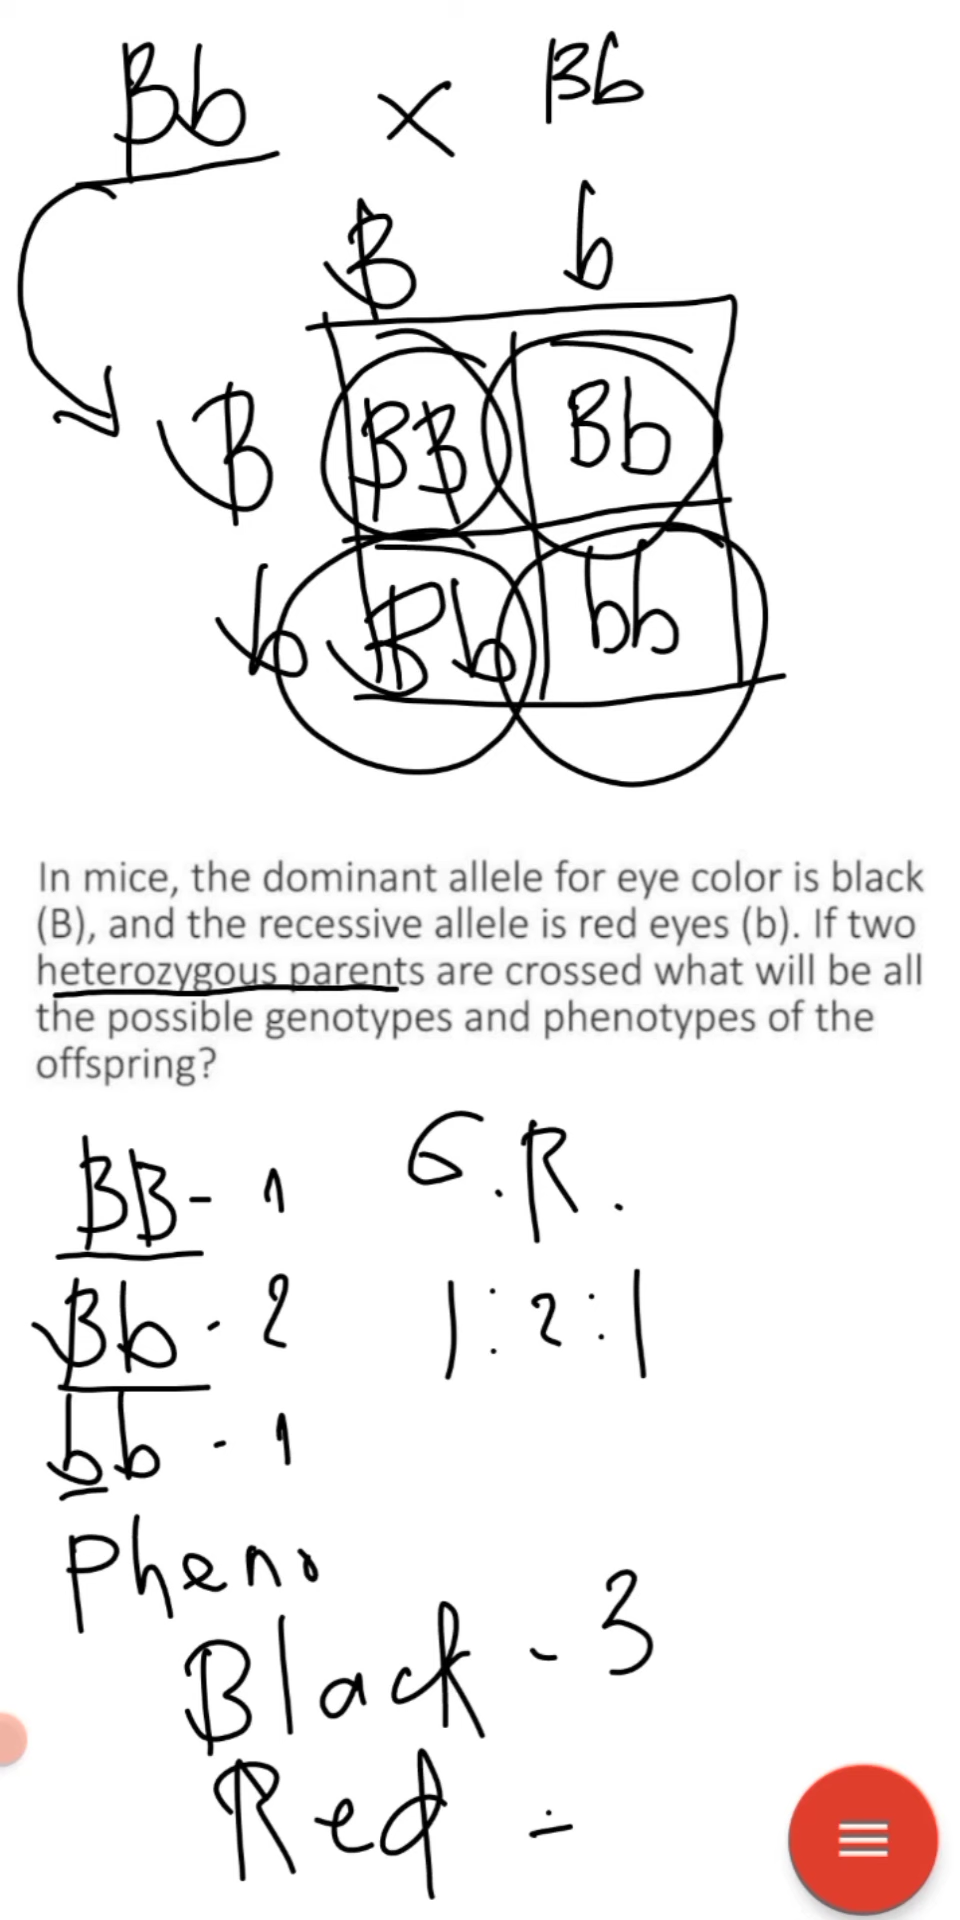 Bb x Bb
B b
B BB Bb
b Bb bb
In mice, the dominant allele for eye color is black
(B), and the recessive allele is red eyes (b). If two
heterozygous parents are crossed what will be all
the possible genotypes and phenotypes of the
offspring?
BB - 1 G.R.
Bb - 2 1:2:1
bb - 1
Pheno
Black - 3
Red -